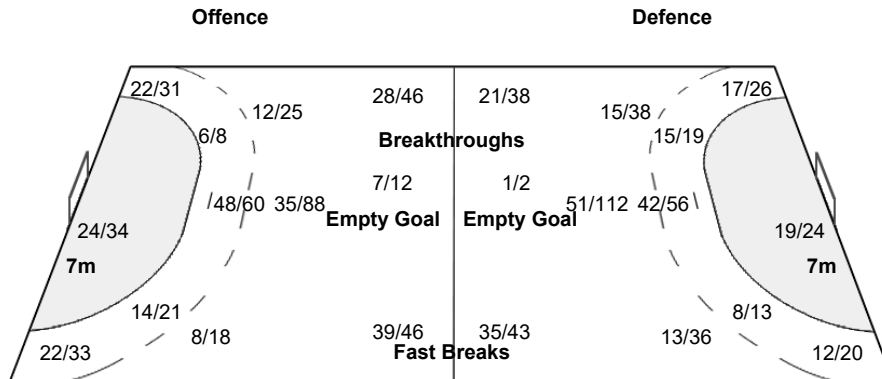 Offence Defence
22/31 28/46 21/38 17/26
12/25 15/38
6/8 Breakthroughs 15/19
7/12 1/2
48/60 35/88 51/112 42/56
Empty Goal Empty Goal
24/34 19/24
7m 7m
14/21 8/13
8/18 39/46 35/43 13/36
22/33 Fast Breaks 12/20